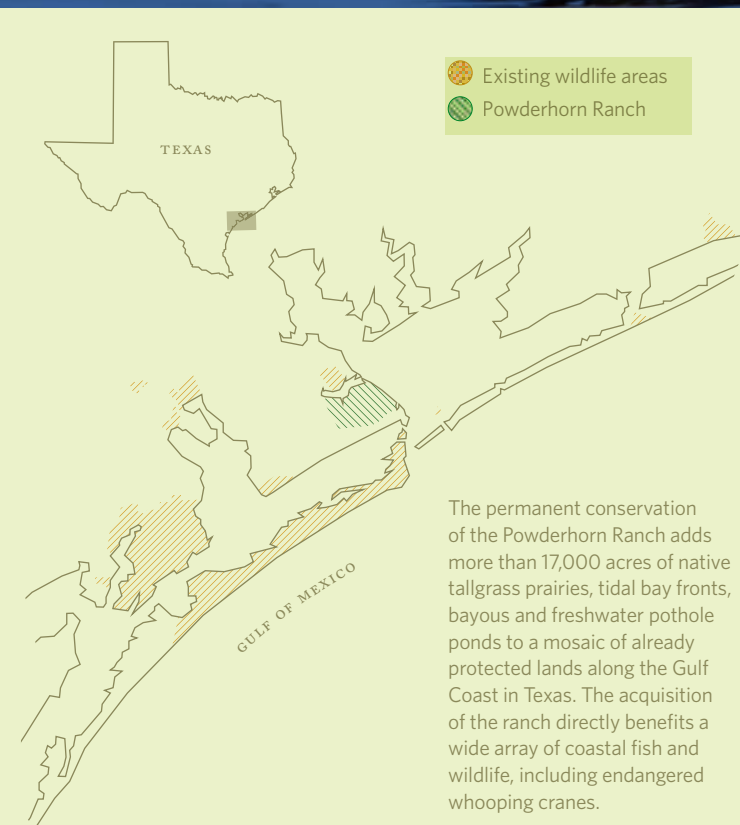 Existing wildlife areas
Powderhorn Ranch
TEXAS
GULF OF MEXICO
The permanent conservation
of the Powderhorn Ranch adds
more than 17,000 acres of native
tallgrass prairies, tidal bay fronts,
bayous and freshwater pothole
ponds to a mosaic of already
protected lands along the Gulf
Coast in Texas. The acquisition
of the ranch directly benefits a
wide array of coastal fish and
wildlife, including endangered
whooping cranes.